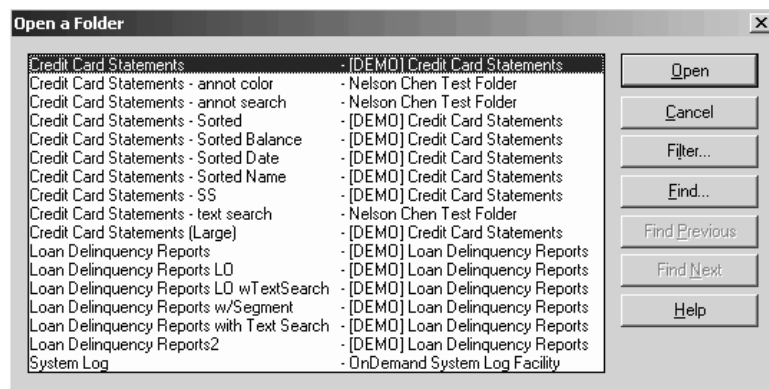 Open a Folder
Credit Card Statements - [DEMO] Credit Card Statements
Credit Card Statements - annot color - Nelson Chen Test Folder
Credit Card Statements - annot search - Nelson Chen Test Folder
Credit Card Statements - Sorted - [DEMO] Credit Card Statements
Credit Card Statements - Sorted Balance - [DEMO] Credit Card Statements
Credit Card Statements - Sorted Date - [DEMO] Credit Card Statements
Credit Card Statements - Sorted Name - [DEMO] Credit Card Statements
Credit Card Statements - SS - [DEMO] Credit Card Statements
Credit Card Statements - text search - Nelson Chen Test Folder
Credit Card Statements (Large) - [DEMO] Credit Card Statements
Loan Delinquency Reports - [DEMO] Loan Delinquency Reports
Loan Delinquency Reports LO - [DEMO] Loan Delinquency Reports
Loan Delinquency Reports LO wTextSearch - [DEMO] Loan Delinquency Reports
Loan Delinquency Reports w/Segment - [DEMO] Loan Delinquency Reports
Loan Delinquency Reports with Text Search - [DEMO] Loan Delinquency Reports
Loan Delinquency Reports2 - [DEMO] Loan Delinquency Reports
System Log - OnDemand System Log Facility
Open
Cancel
Filter...
Find...
Find Previous
Find Next
Help